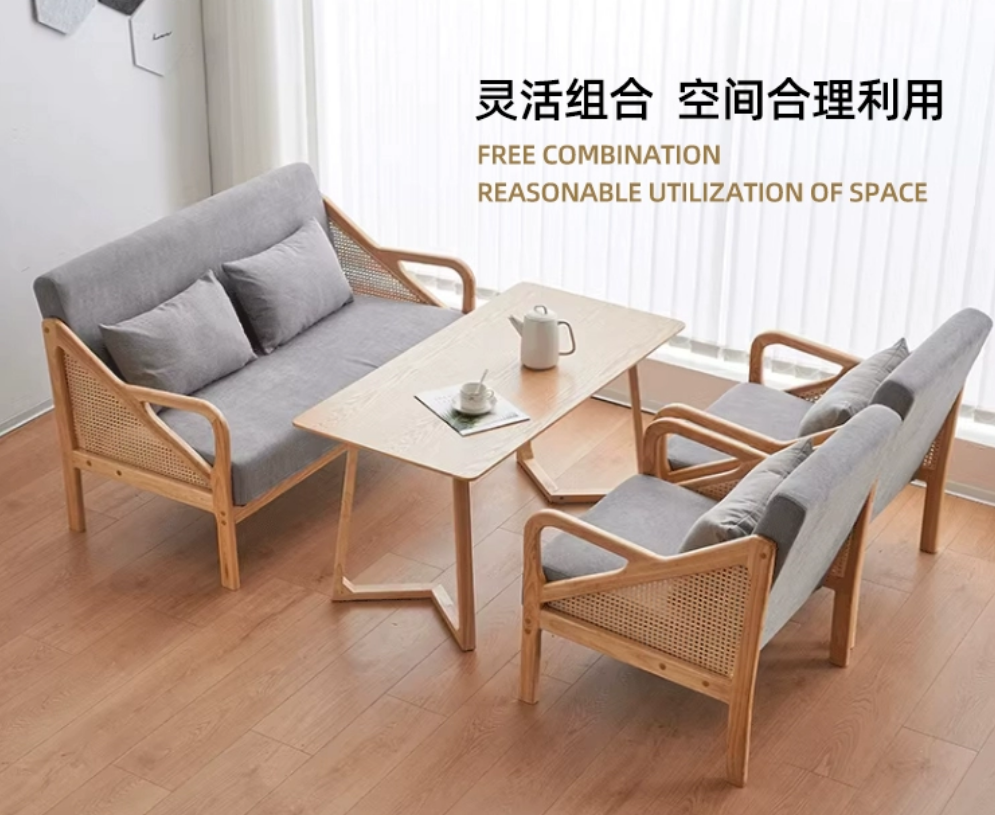 灵活组合 空间合理利用
FREE COMBINATION
REASONABLE UTILIZATION OF SPACE